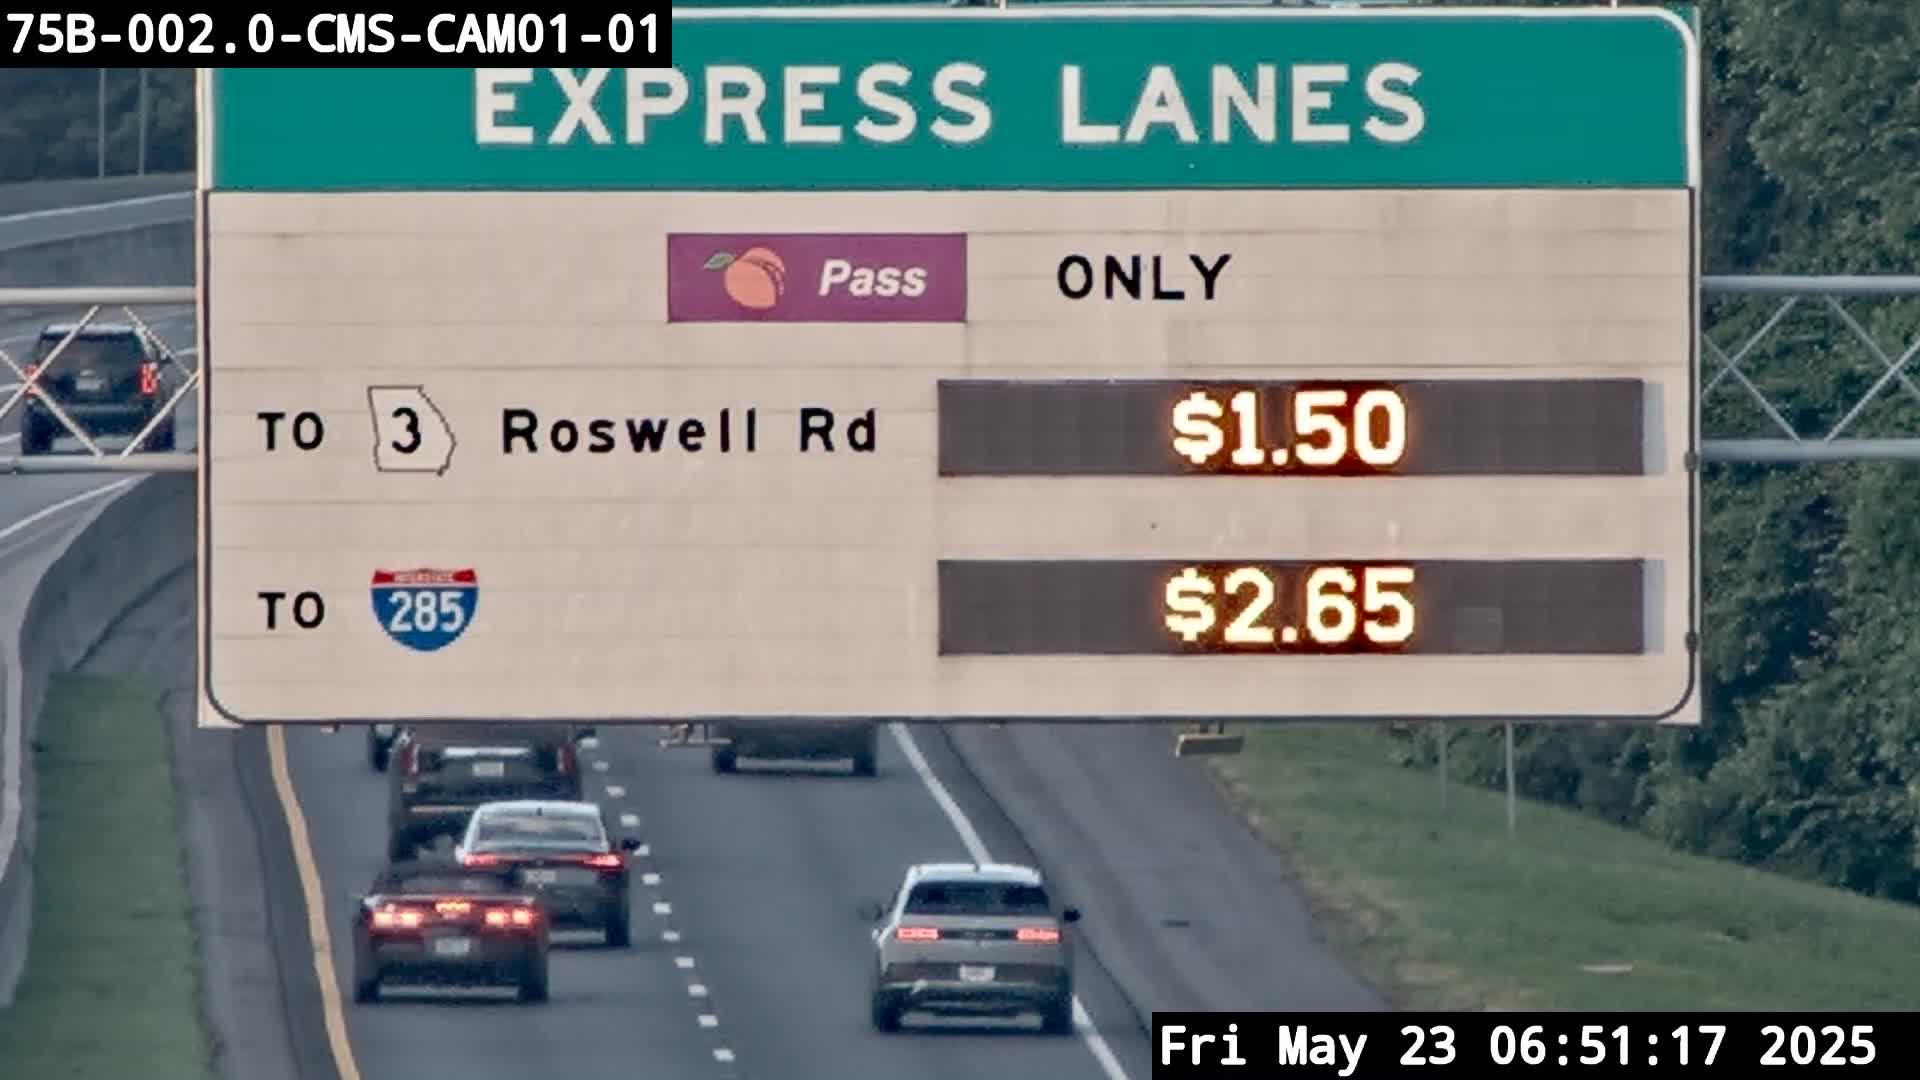 75B-002.0-CMS-CAM01-01
EXPRESS LANES
Pass ONLY
TO 3 Roswell Rd $1.50
TO INTERSTATE 285 $2.65
Fri May 23 06:51:17 2025